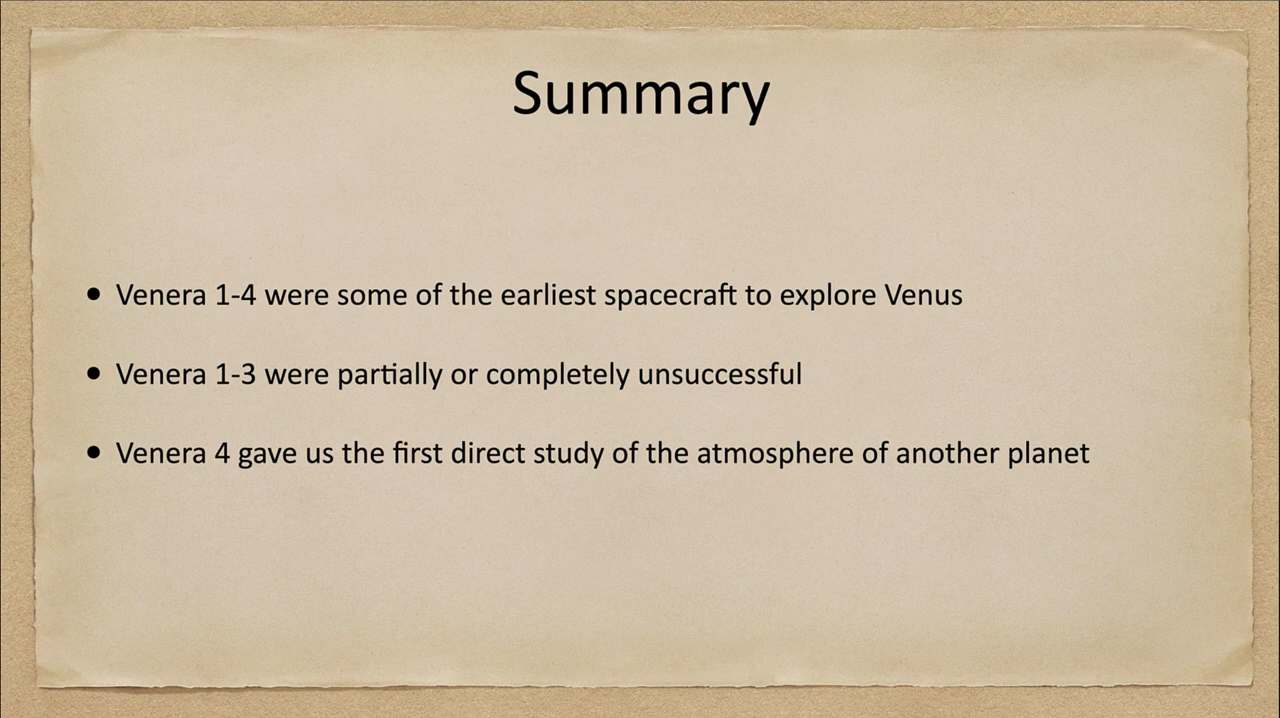 Summary
• Venera 1-4 were some of the earliest spacecraft to explore Venus
• Venera 1-3 were partially or completely unsuccessful
• Venera 4 gave us the first direct study of the atmosphere of another planet